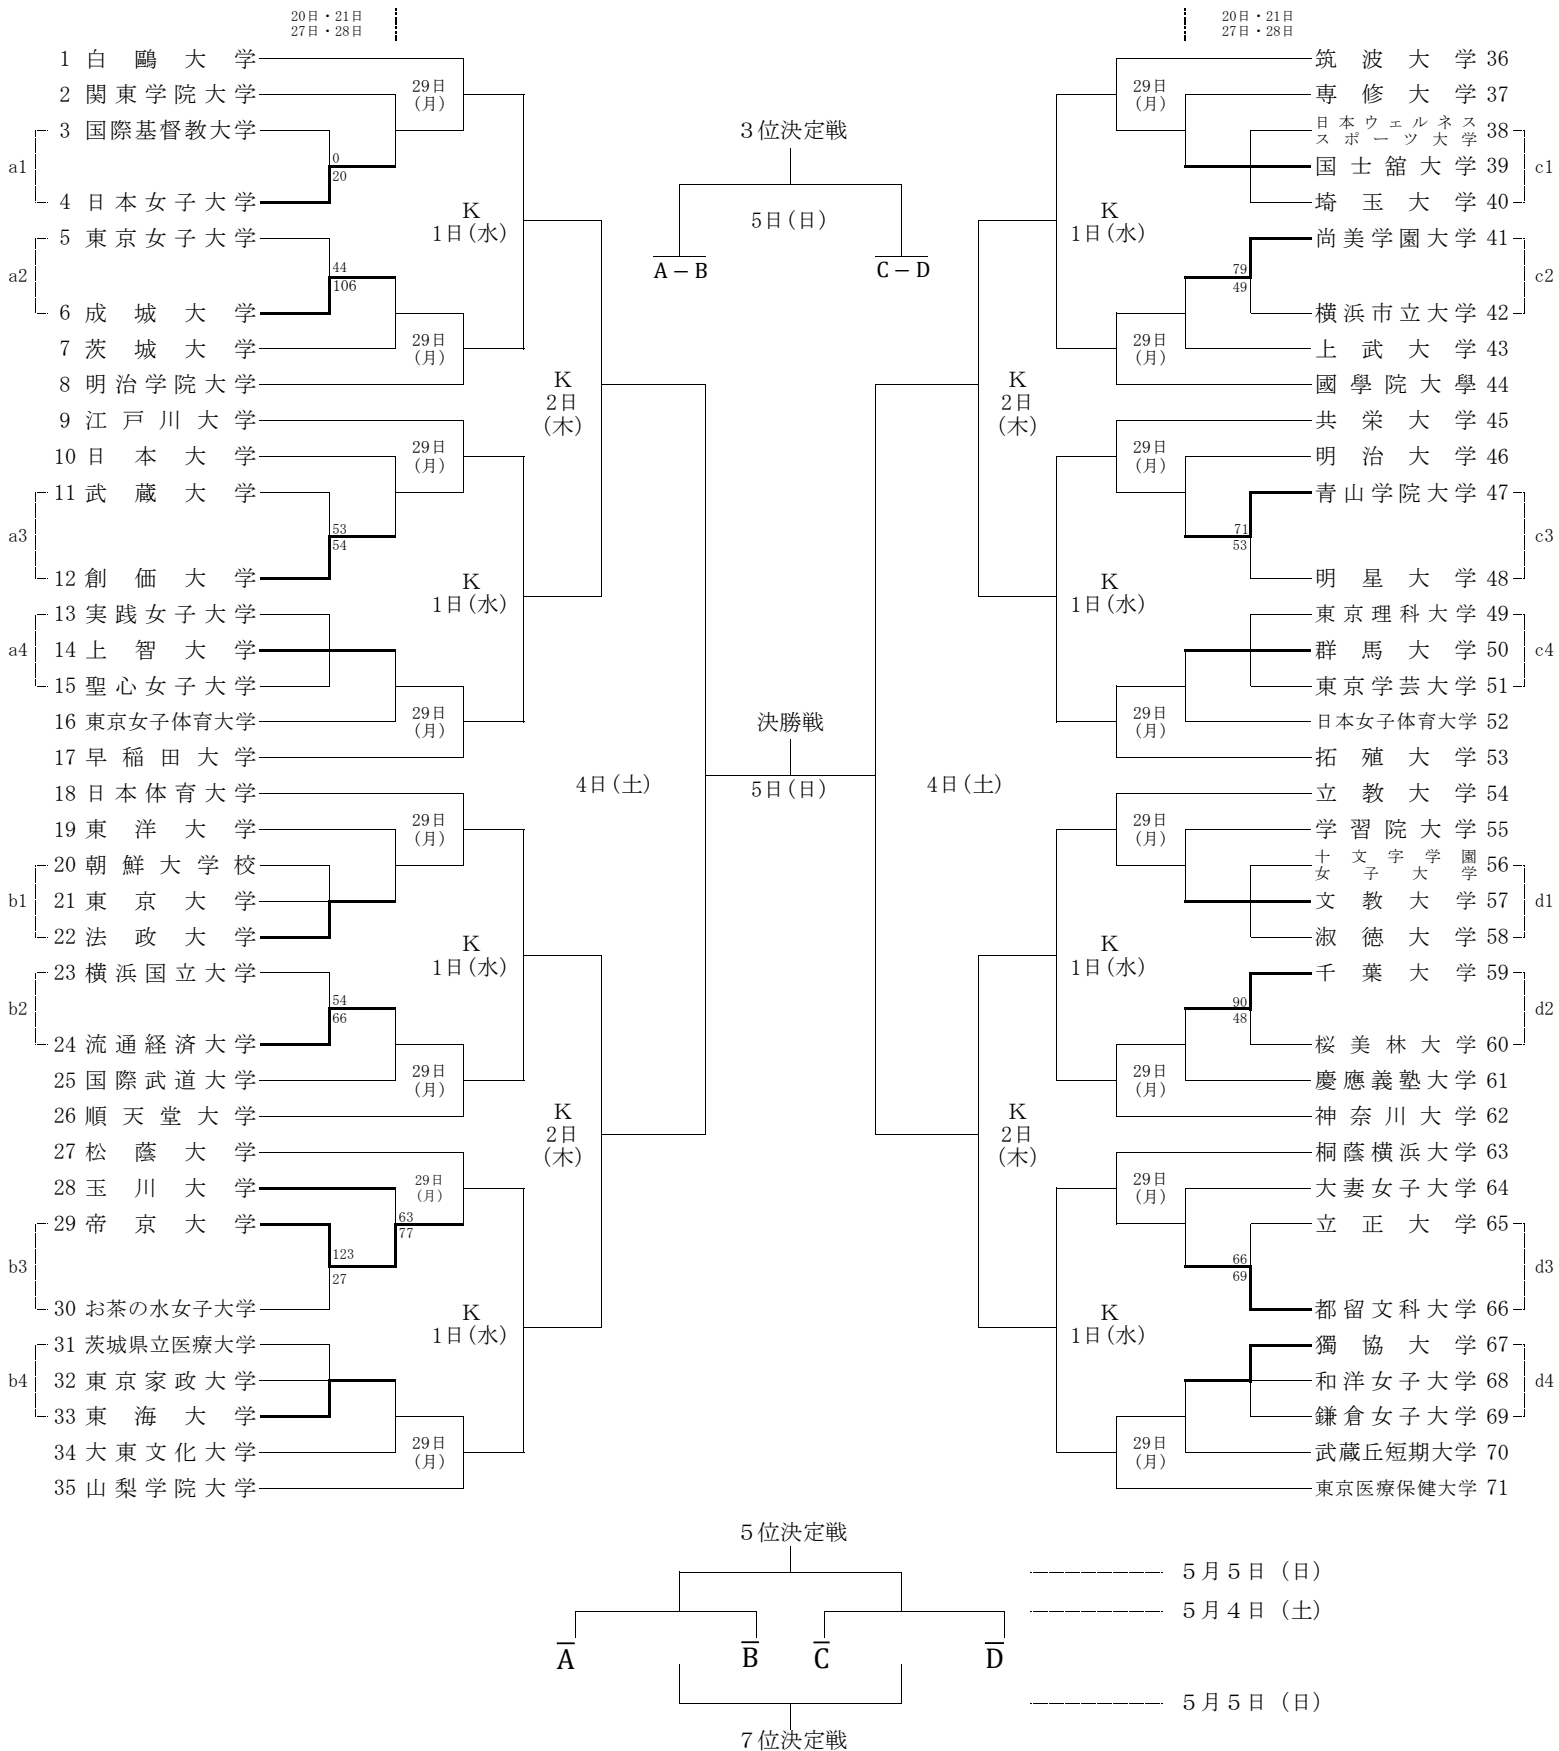 20日・21日
27日・28日
1 白鷗大学
2 関東学院大学
3 国際基督教大学
4 日本女子大学
5 東京女子大学
6 成城大学
7 茨城大学
8 明治学院大学
9 江戸川大学
10 日本大学
11 武蔵大学
12 創価大学
13 実践女子大学
14 上智大学
15 聖心女子大学
16 東京女子体育大学
17 早稲田大学
18 日本体育大学
19 東洋大学
20 朝鮮大学校
21 東京大学
22 法政大学
23 横浜国立大学
24 流通経済大学
25 国際武道大学
26 順天堂大学
27 松蔭大学
28 玉川大学
29 帝京大学
30 お茶の水女子大学
31 茨城県立医療大学
32 東京家政大学
33 東海大学
34 大東文化大学
35 山梨学院大学
a1
a2
a3
a4
b1
b2
b3
b4
0
20
44
106
53
54
54
66
63
77
123
27
29日
(月)
29日
(月)
29日
(月)
29日
(月)
29日
(月)
29日
(月)
29日
(月)
29日
(月)
K
1日(水)
K
1日(水)
K
1日(水)
K
1日(水)
K
2日
(木)
K
2日
(木)
4日(土)
３位決定戦
5日(日)
A－B
C－D
決勝戦
5日(日)
4日(土)
K
2日
(木)
K
2日
(木)
K
1日(水)
K
1日(水)
K
1日(水)
K
1日(水)
29日
(月)
29日
(月)
29日
(月)
29日
(月)
29日
(月)
29日
(月)
29日
(月)
29日
(月)
79
49
71
53
90
48
66
69
20日・21日
27日・28日
筑波大学 36
専修大学 37
日本ウェルネス
スポーツ大学 38
国士舘大学 39
埼玉大学 40
尚美学園大学 41
横浜市立大学 42
上武大学 43
國學院大學 44
共栄大学 45
明治大学 46
青山学院大学 47
明星大学 48
東京理科大学 49
群馬大学 50
東京学芸大学 51
日本女子体育大学 52
拓殖大学 53
立教大学 54
学習院大学 55
十文字学園
女子大学 56
文教大学 57
淑徳大学 58
千葉大学 59
桜美林大学 60
慶應義塾大学 61
神奈川大学 62
桐蔭横浜大学 63
大妻女子大学 64
立正大学 65
都留文科大学 66
獨協大学 67
和洋女子大学 68
鎌倉女子大学 69
武蔵丘短期大学 70
東京医療保健大学 71
c1
c2
c3
c4
d1
d2
d3
d4
５位決定戦
５月５日（日）
５月４日（土）
A
B
C
D
５月５日（日）
７位決定戦